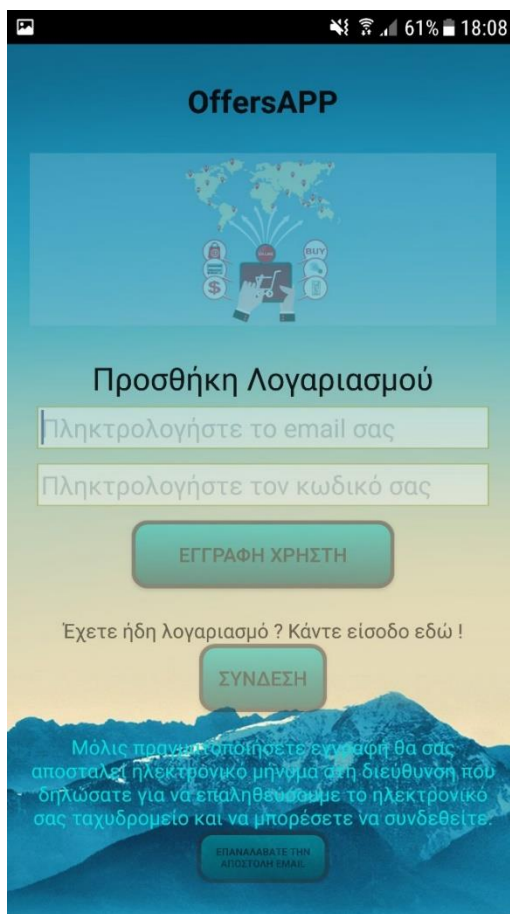 61% 18:08
OffersAPP
BUY
$
Προσθήκη Λογαριασμού
Πληκτρολογήστε το email σας
Πληκτρολογήστε τον κωδικό σας
ΕΓΓΡΑΦΗ ΧΡΗΣΤΗ
Έχετε ήδη λογαριασμό ? Κάντε είσοδο εδώ !
ΣΥΝΔΕΣΗ
Μόλις πραγματοποιήσετε εγγραφή θα σας
αποσταλεί ηλεκτρονικό μήνυμα στη διεύθυνση που
δηλώσατε για να επαληθεύσουμε το ηλεκτρονικό
σας ταχυδρομείο και να μπορέσετε να συνδεθείτε.
ΕΠΑΝΑΛΑΒΑΤΕ ΤΗΝ
ΑΠΟΣΤΟΛΗ EMAIL